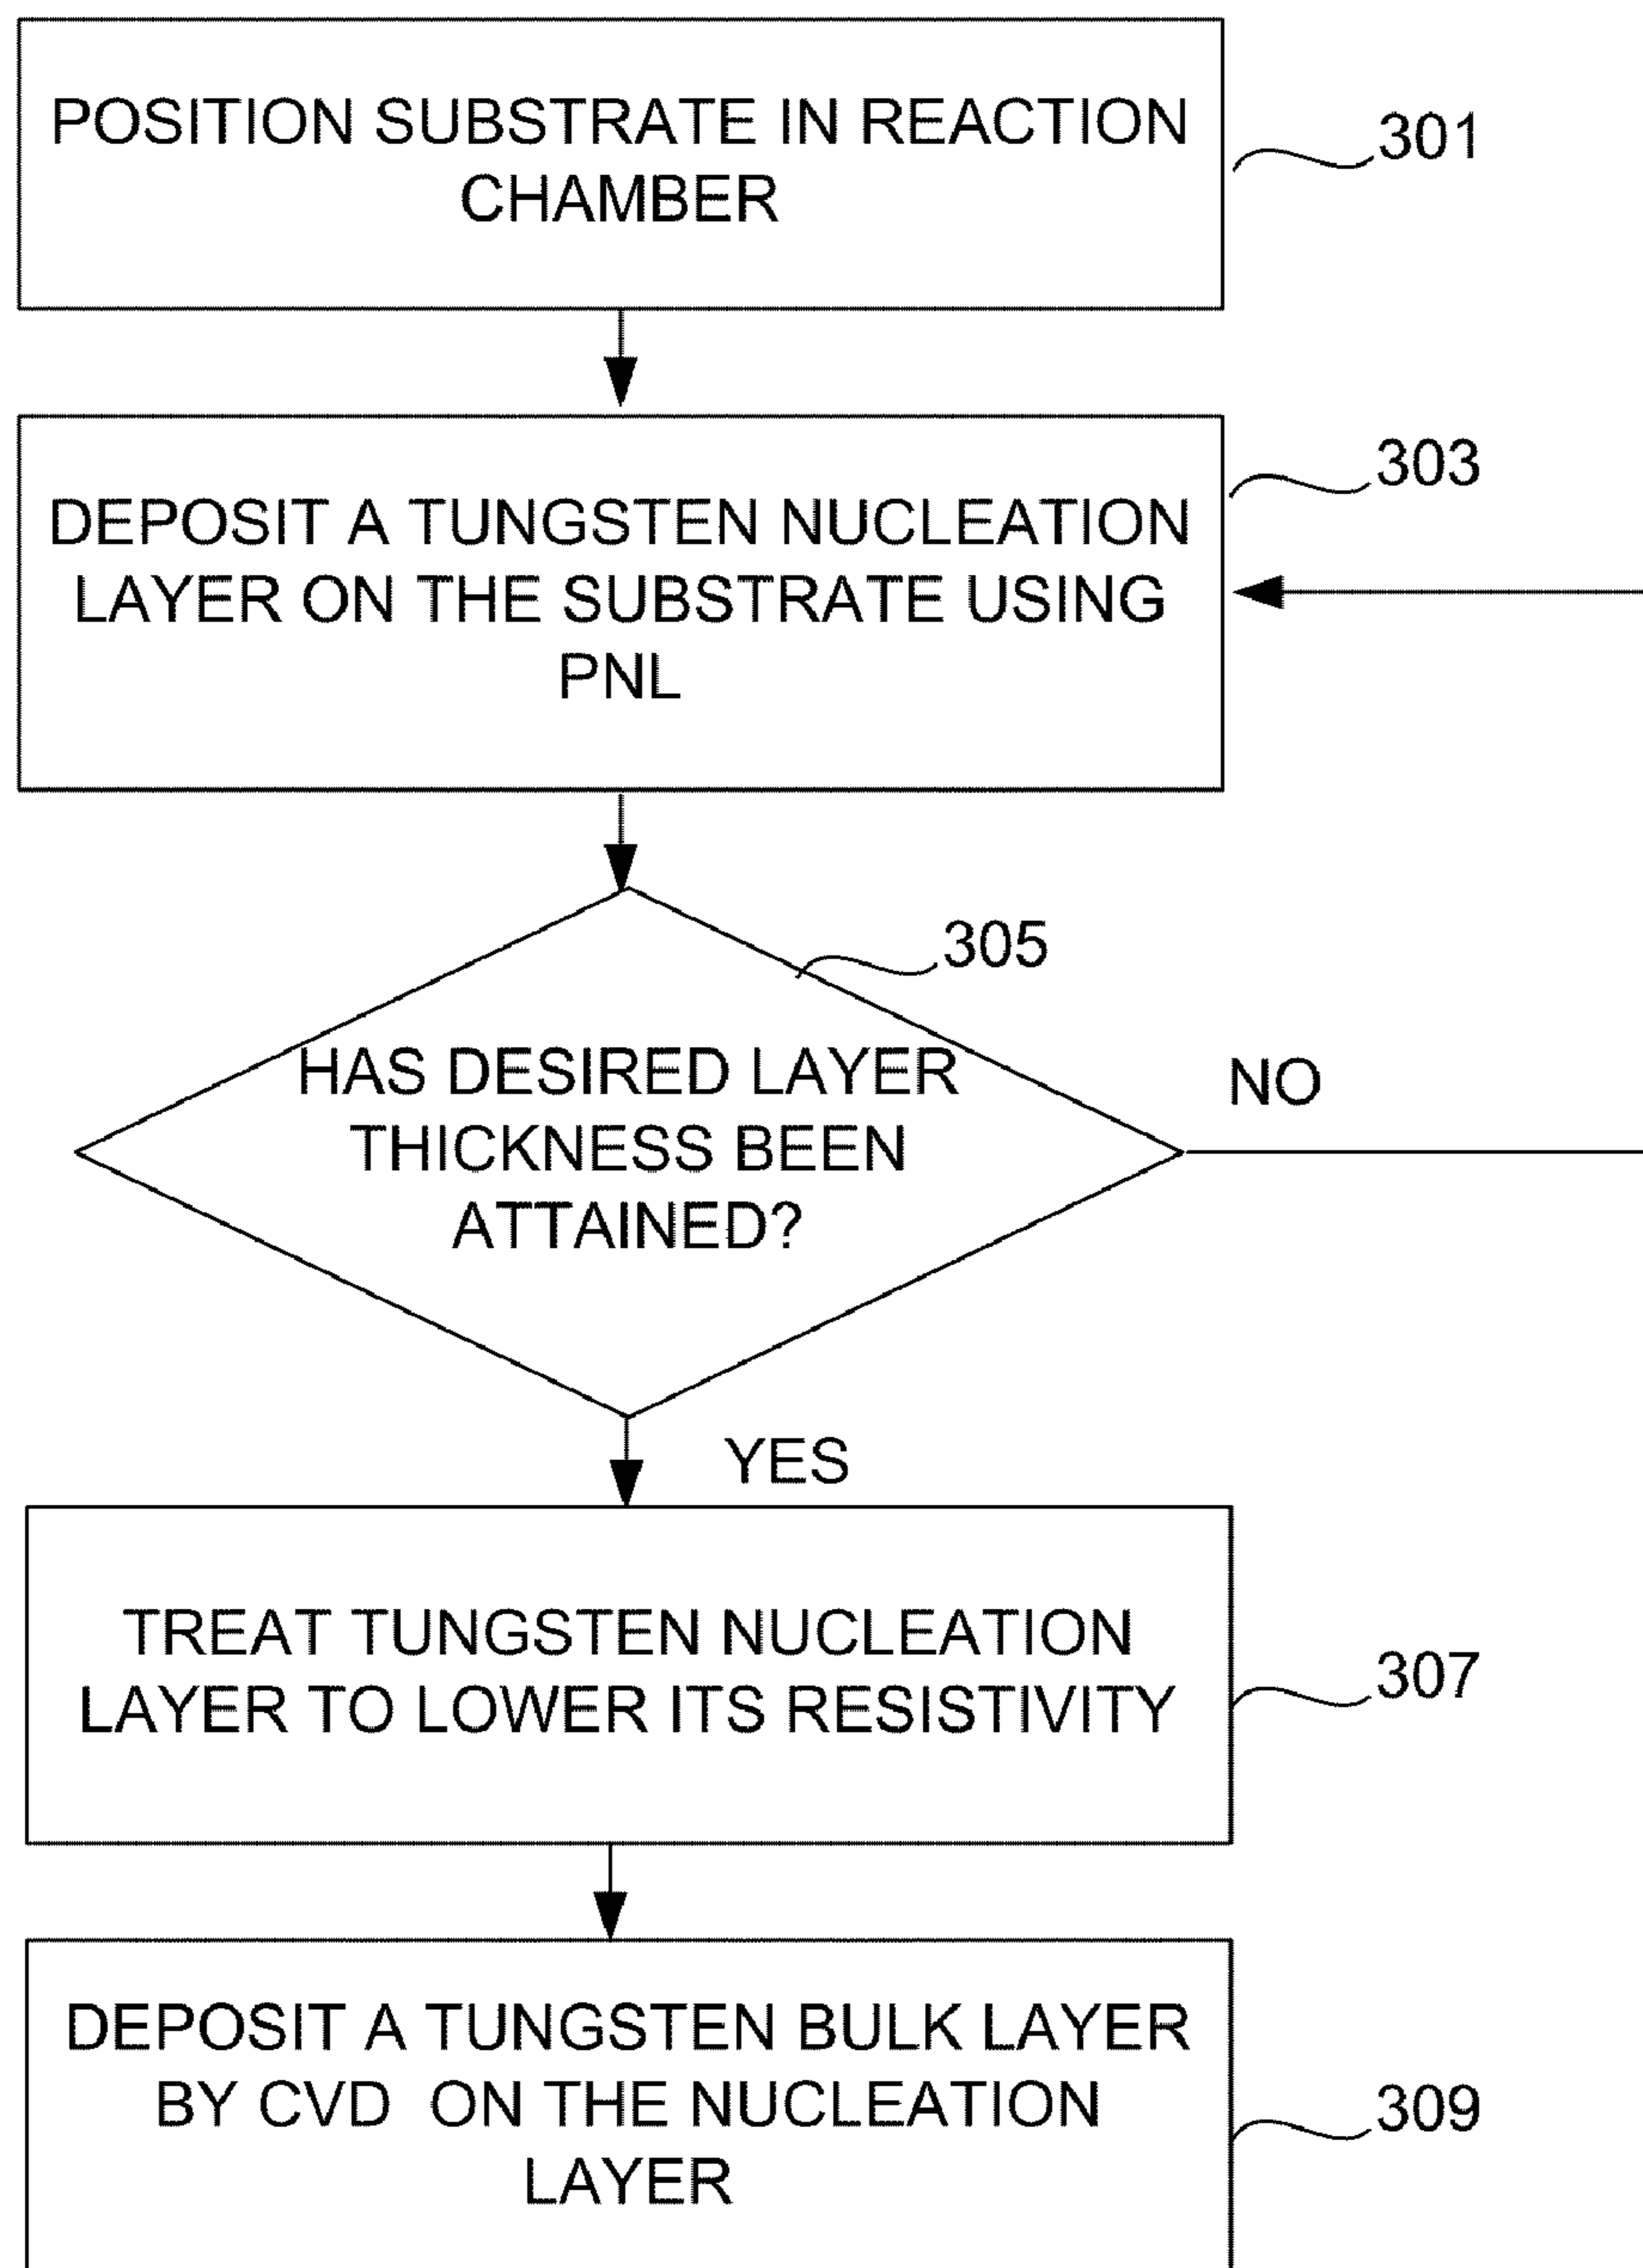 POSITION SUBSTRATE IN REACTION
CHAMBER
301
DEPOSIT A TUNGSTEN NUCLEATION
LAYER ON THE SUBSTRATE USING
PNL
303
305
HAS DESIRED LAYER
THICKNESS BEEN
ATTAINED?
NO
YES
TREAT TUNGSTEN NUCLEATION
LAYER TO LOWER ITS RESISTIVITY
307
DEPOSIT A TUNGSTEN BULK LAYER
BY CVD  ON THE NUCLEATION
LAYER
309